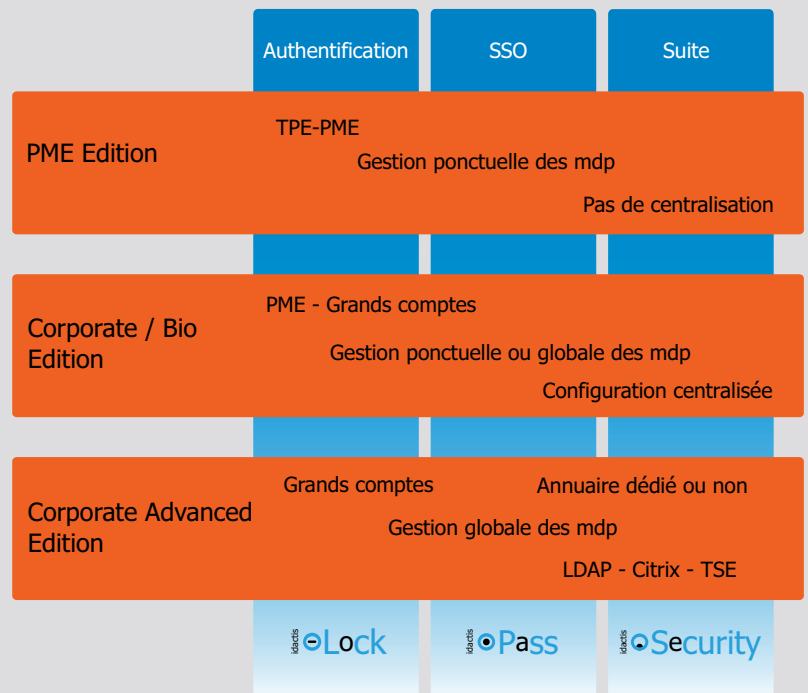 Authentification SSO Suite
PME Edition
TPE-PME
Gestion ponctuelle des mdp
Pas de centralisation
Corporate / Bio
Edition
PME - Grands comptes
Gestion ponctuelle ou globale des mdp
Configuration centralisée
Corporate Advanced
Edition
Grands comptes Annuaire dédié ou non
Gestion globale des mdp
LDAP - Citrix - TSE
idactis Lock idactis Pass idactis Security